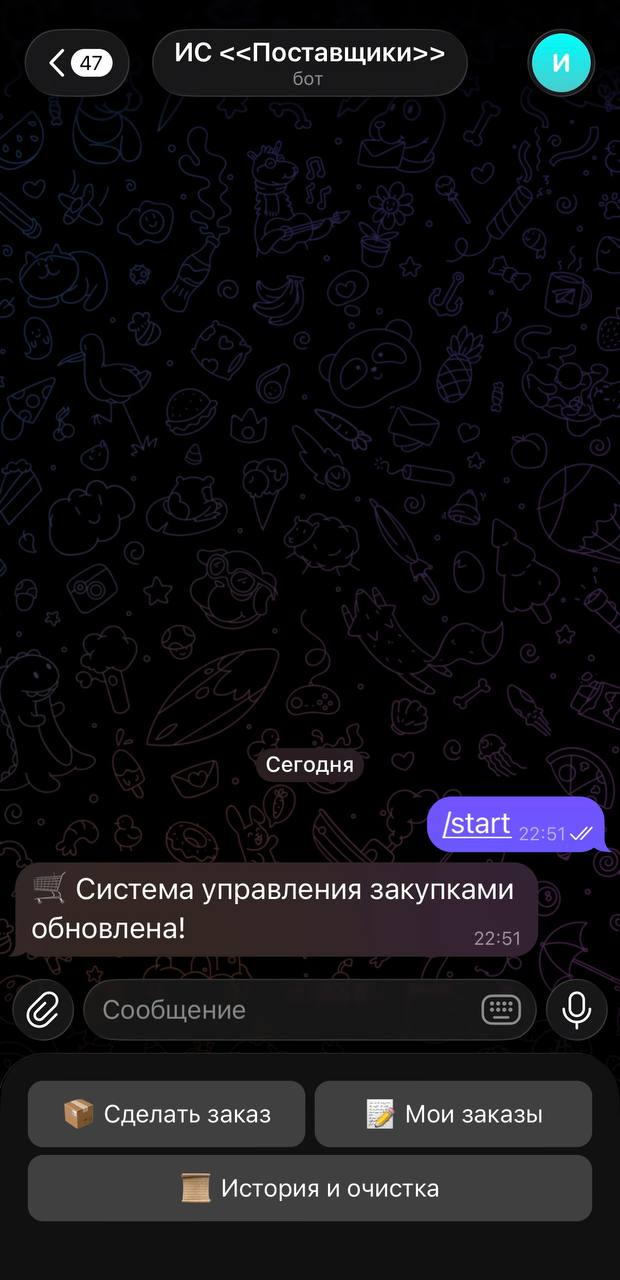 47
ИС <<Поставщики>>
бот
И
Сегодня
/start 22:51
🛒 Система управления закупками
обновлена!
22:51
Сообщение
📦 Сделать заказ
📝 Мои заказы
📜 История и очистка